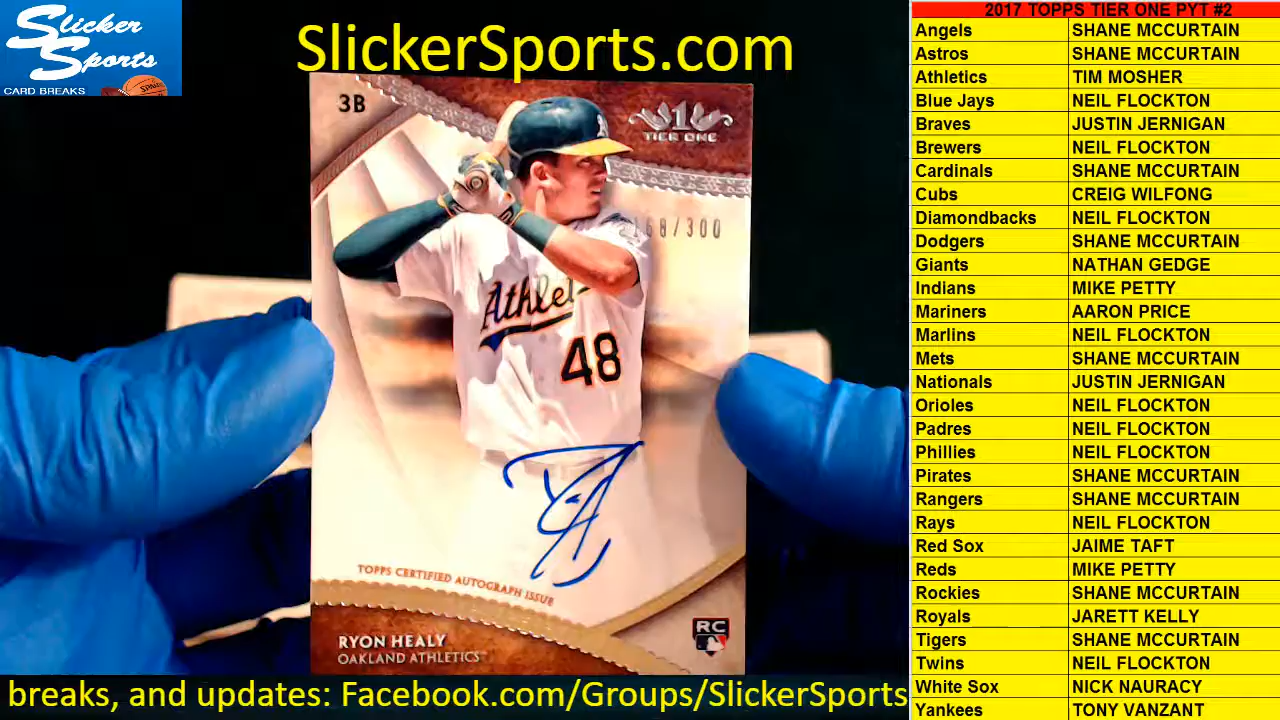 Slicker
Sports
CARD BREAKS
SPALDING
SlickerSports.com
3B
1
TIER ONE
168/300
Athlet
48
TOPPS CERTIFIED AUTOGRAPH ISSUE
RYON HEALY
OAKLAND ATHLETICS
RC
breaks, and updates: Facebook.com/Groups/SlickerSports
2017 TOPPS TIER ONE PYT #2
Angels SHANE MCCURTAIN
Astros SHANE MCCURTAIN
Athletics TIM MOSHER
Blue Jays NEIL FLOCKTON
Braves JUSTIN JERNIGAN
Brewers NEIL FLOCKTON
Cardinals SHANE MCCURTAIN
Cubs CREIG WILFONG
Diamondbacks NEIL FLOCKTON
Dodgers SHANE MCCURTAIN
Giants NATHAN GEDGE
Indians MIKE PETTY
Mariners AARON PRICE
Marlins NEIL FLOCKTON
Mets SHANE MCCURTAIN
Nationals JUSTIN JERNIGAN
Orioles NEIL FLOCKTON
Padres NEIL FLOCKTON
Phillies NEIL FLOCKTON
Pirates SHANE MCCURTAIN
Rangers SHANE MCCURTAIN
Rays NEIL FLOCKTON
Red Sox JAIME TAFT
Reds MIKE PETTY
Rockies SHANE MCCURTAIN
Royals JARETT KELLY
Tigers SHANE MCCURTAIN
Twins NEIL FLOCKTON
White Sox NICK NAURACY
Yankees TONY VANZANT